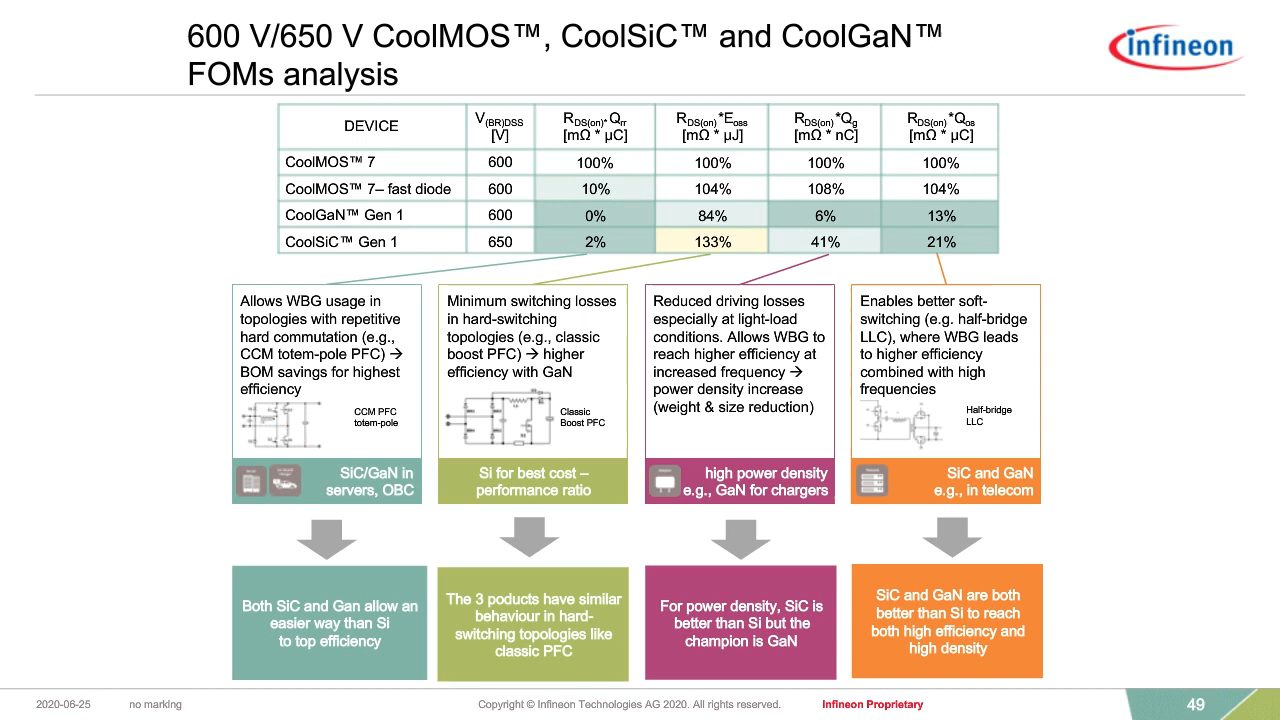 600 V/650 V CoolMOS™, CoolSiC™ and CoolGaN™
FOMs analysis
infineon
DEVICE V(BR)DSS [V] RDS(on)*Qrr [mΩ * µC] RDS(on)*Eoss [mΩ * µJ] RDS(on)*Qg [mΩ * nC] RDS(on)*Qos [mΩ * µC]
CoolMOS™ 7 600 100% 100% 100% 100%
CoolMOS™ 7– fast diode 600 10% 104% 108% 104%
CoolGaN™ Gen 1 600 0% 84% 6% 13%
CoolSiC™ Gen 1 650 2% 133% 41% 21%
Allows WBG usage in
topologies with repetitive
hard commutation (e.g.,
CCM totem-pole PFC) →
BOM savings for highest
efficiency
CCM PFC
totem-pole
SiC/GaN in
servers, OBC
Minimum switching losses
in hard-switching
topologies (e.g., classic
boost PFC) → higher
efficiency with GaN
Classic
Boost PFC
Si for best cost –
performance ratio
Reduced driving losses
especially at light-load
conditions. Allows WBG to
reach higher efficiency at
increased frequency →
power density increase
(weight & size reduction)
high power density
e.g., GaN for chargers
Enables better soft-
switching (e.g. half-bridge
LLC), where WBG leads
to higher efficiency
combined with high
frequencies
Half-bridge
LLC
SiC and GaN
e.g., in telecom
Both SiC and Gan allow an
easier way than Si
to top efficiency
The 3 poducts have similar
behaviour in hard-
switching topologies like
classic PFC
For power density, SiC is
better than Si but the
champion is GaN
SiC and GaN are both
better than Si to reach
both high efficiency and
high density
2020-06-25 no marking Copyright © Infineon Technologies AG 2020. All rights reserved. Infineon Proprietary 49